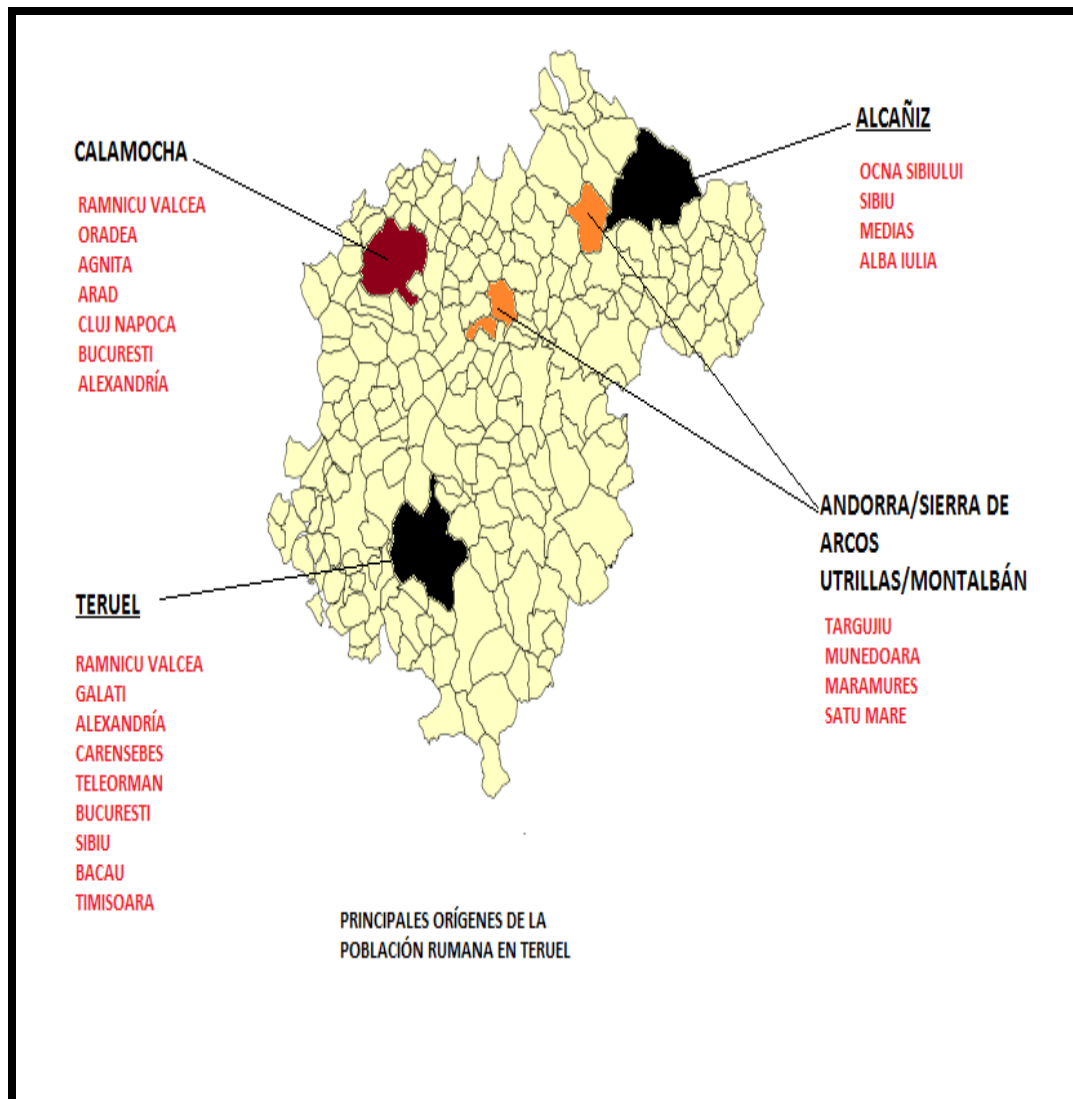 CALAMOCHA
RAMNICU VALCEA
ORADEA
AGNITA
ARAD
CLUJ NAPOCA
BUCURESTI
ALEXANDRÍA
ALCAÑIZ
OCNA SIBIULUI
SIBIU
MEDIAS
ALBA IULIA
TERUEL
RAMNICU VALCEA
GALATI
ALEXANDRÍA
CARENSEBES
TELEORMAN
BUCURESTI
SIBIU
BACAU
TIMISOARA
ANDORRA/SIERRA DE
ARCOS
UTRILLAS/MONTALBÁN
TARGUJIU
MUNEDOARA
MARAMURES
SATU MARE
PRINCIPALES ORÍGENES DE LA
POBLACIÓN RUMANA EN TERUEL